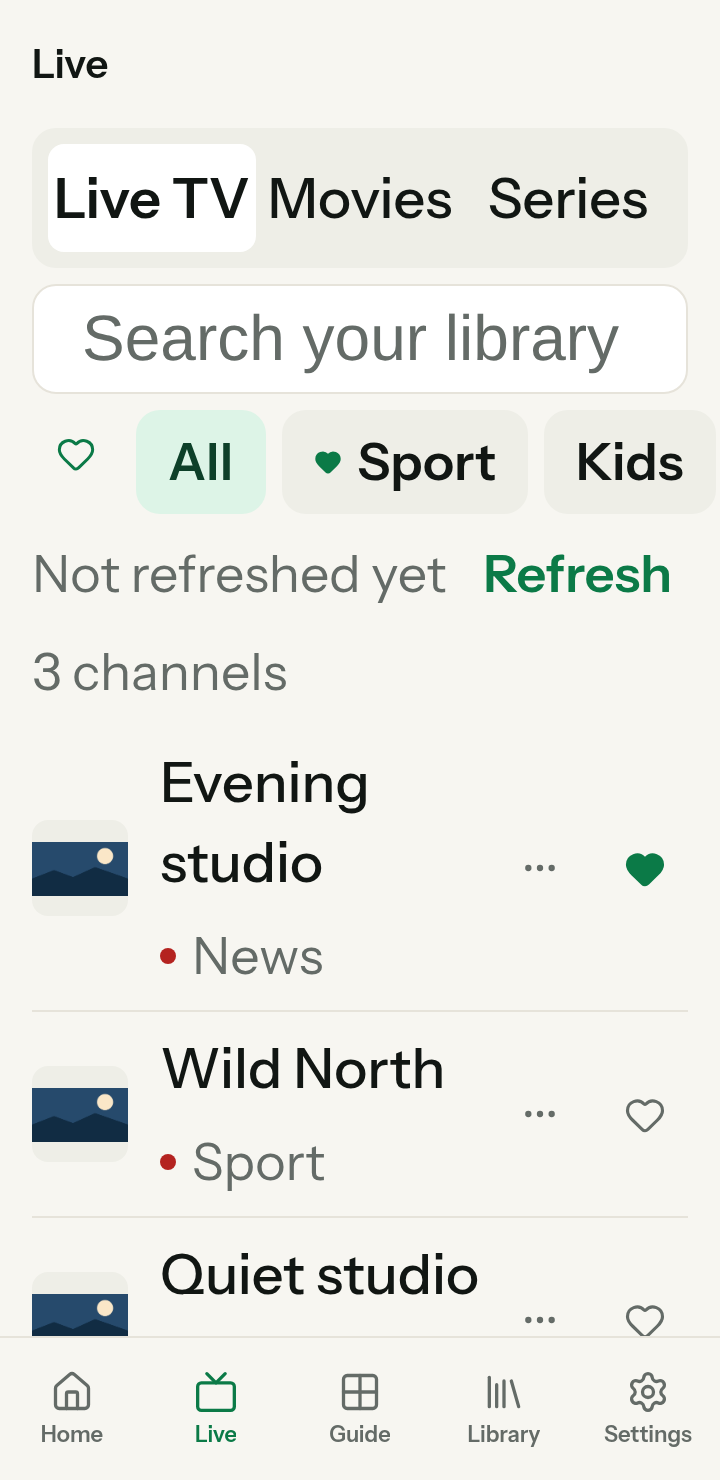 Live
Live TV Movies Series
Search your library
All Sport Kids
Not refreshed yet Refresh
3 channels
Evening
studio
News
Wild North
Sport
Quiet studio
Home Live Guide Library Settings